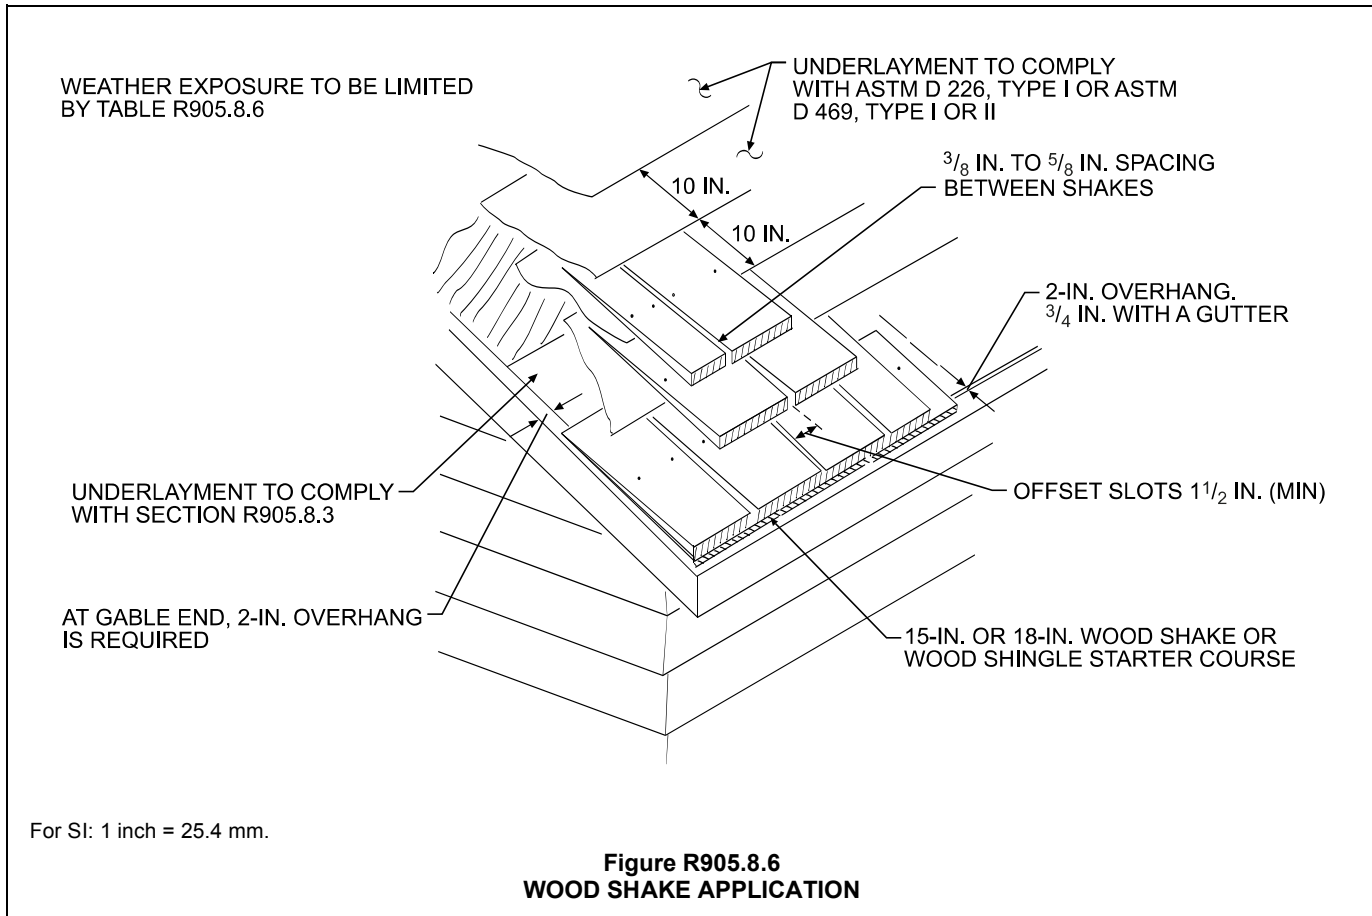 WEATHER EXPOSURE TO BE LIMITED
BY TABLE R905.8.6
UNDERLAYMENT TO COMPLY
WITH ASTM D 226, TYPE I OR ASTM
D 469, TYPE I OR II
3/8 IN. TO 5/8 IN. SPACING
BETWEEN SHAKES
10 IN.
10 IN.
2-IN. OVERHANG.
3/4 IN. WITH A GUTTER
UNDERLAYMENT TO COMPLY
WITH SECTION R905.8.3
OFFSET SLOTS 1 1/2 IN. (MIN)
AT GABLE END, 2-IN. OVERHANG
IS REQUIRED
15-IN. OR 18-IN. WOOD SHAKE OR
WOOD SHINGLE STARTER COURSE
For SI: 1 inch = 25.4 mm.
Figure R905.8.6
WOOD SHAKE APPLICATION